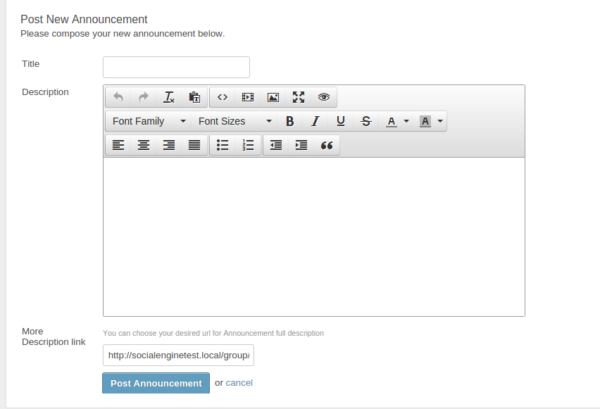 Post New Announcement
Please compose your new announcement below.
Title
Description
Font Family Font Sizes B I U S A A
More
Description link
You can choose your desired url for Announcement full description
http://socialenginetest.local/group/
Post Announcement or cancel